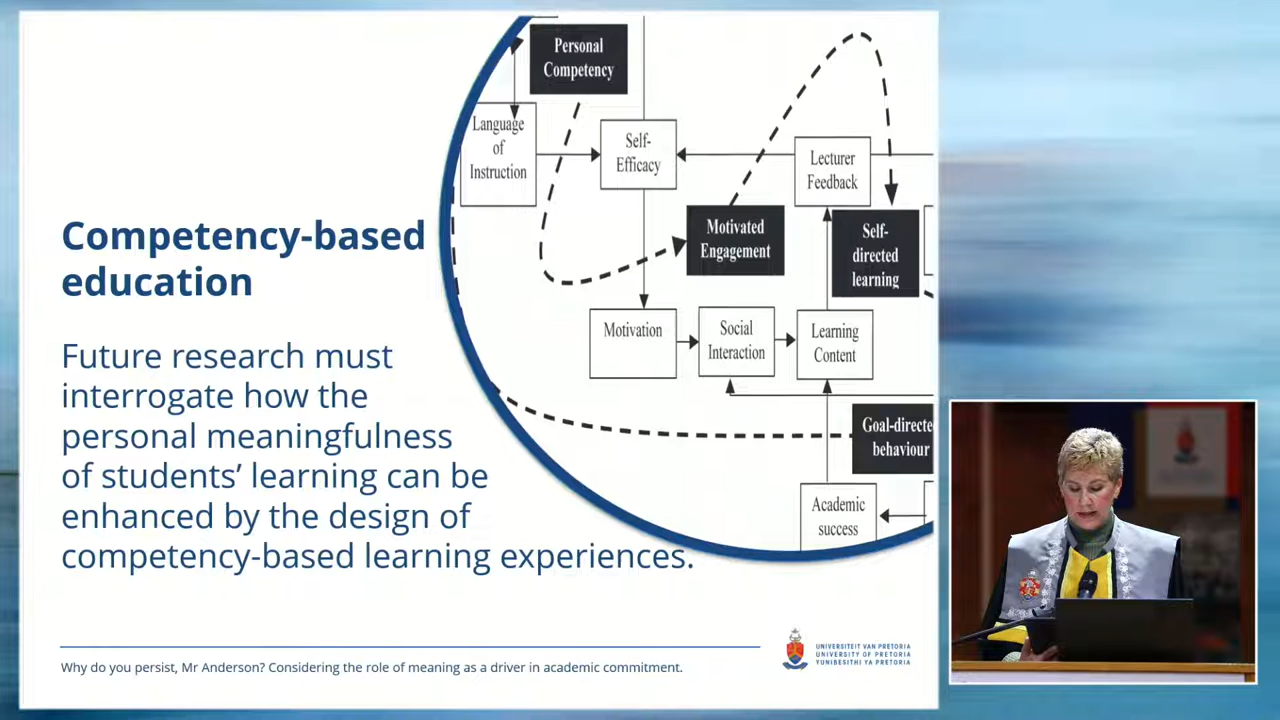 Competency-based
education
Future research must
interrogate how the
personal meaningfulness
of students’ learning can be
enhanced by the design of
competency-based learning experiences.
Personal
Competency
Language
of
Instruction
Self-
Efficacy
Lecturer
Feedback
Motivated
Engagement
Self-
directed
learning
Motivation
Social
Interaction
Learning
Content
Goal-directe
behaviour
Academic
success
Why do you persist, Mr Anderson? Considering the role of meaning as a driver in academic commitment.
UNIVERSITEIT VAN PRETORIA
UNIVERSITY OF PRETORIA
YUNIBESITHI YA PRETORIA